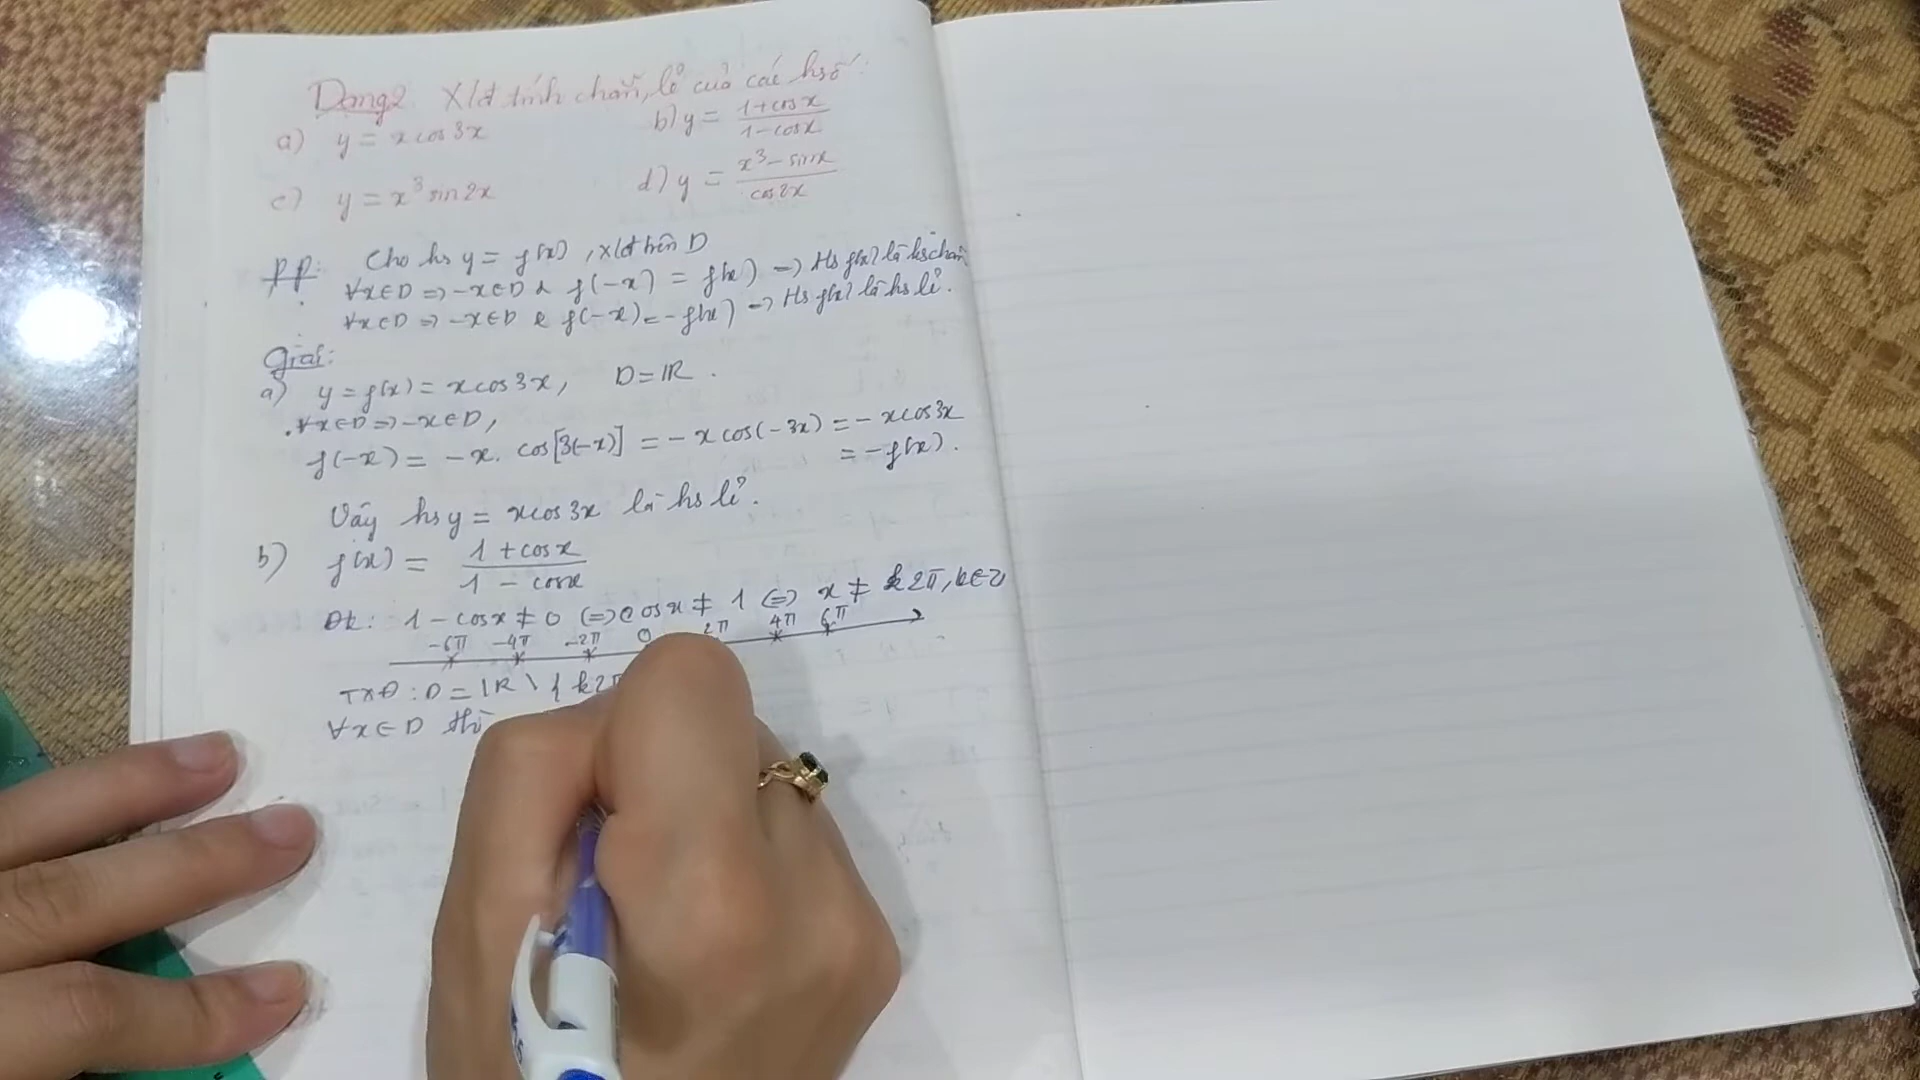 Dạng 2 Xét tính chẵn, lẻ của các hsố:
a) y = x cos 3x b) y = \frac{1+cos x}{1-cos x}
c) y = x³ sin 2x d) y = \frac{x³ - sin x}{cos 2x}
PP: Cho hs y = f(x), xét trên D
∀x∈D => -x∈D & f(-x) = f(x) => Hs f(x) là hs chẵn
∀x∈D => -x∈D & f(-x) = -f(x) => Hs f(x) là hs lẻ.
Giải:
a) y = f(x) = x cos 3x, D = ℝ.
∀x∈D => -x∈D,
f(-x) = -x. cos[3(-x)] = -x cos(-3x) = -x cos 3x
= -f(x).
Vậy hs y = x cos 3x là hs lẻ.
b) f(x) = \frac{1+cos x}{1-cos x}
Đk: 1 - cos x ≠ 0 <=> cos x ≠ 1 <=> x ≠ k2π, k∈Z
-6π -4π -2π 0 2π 4π 6π
TXĐ: D = ℝ \ { k2π
∀x∈D thì